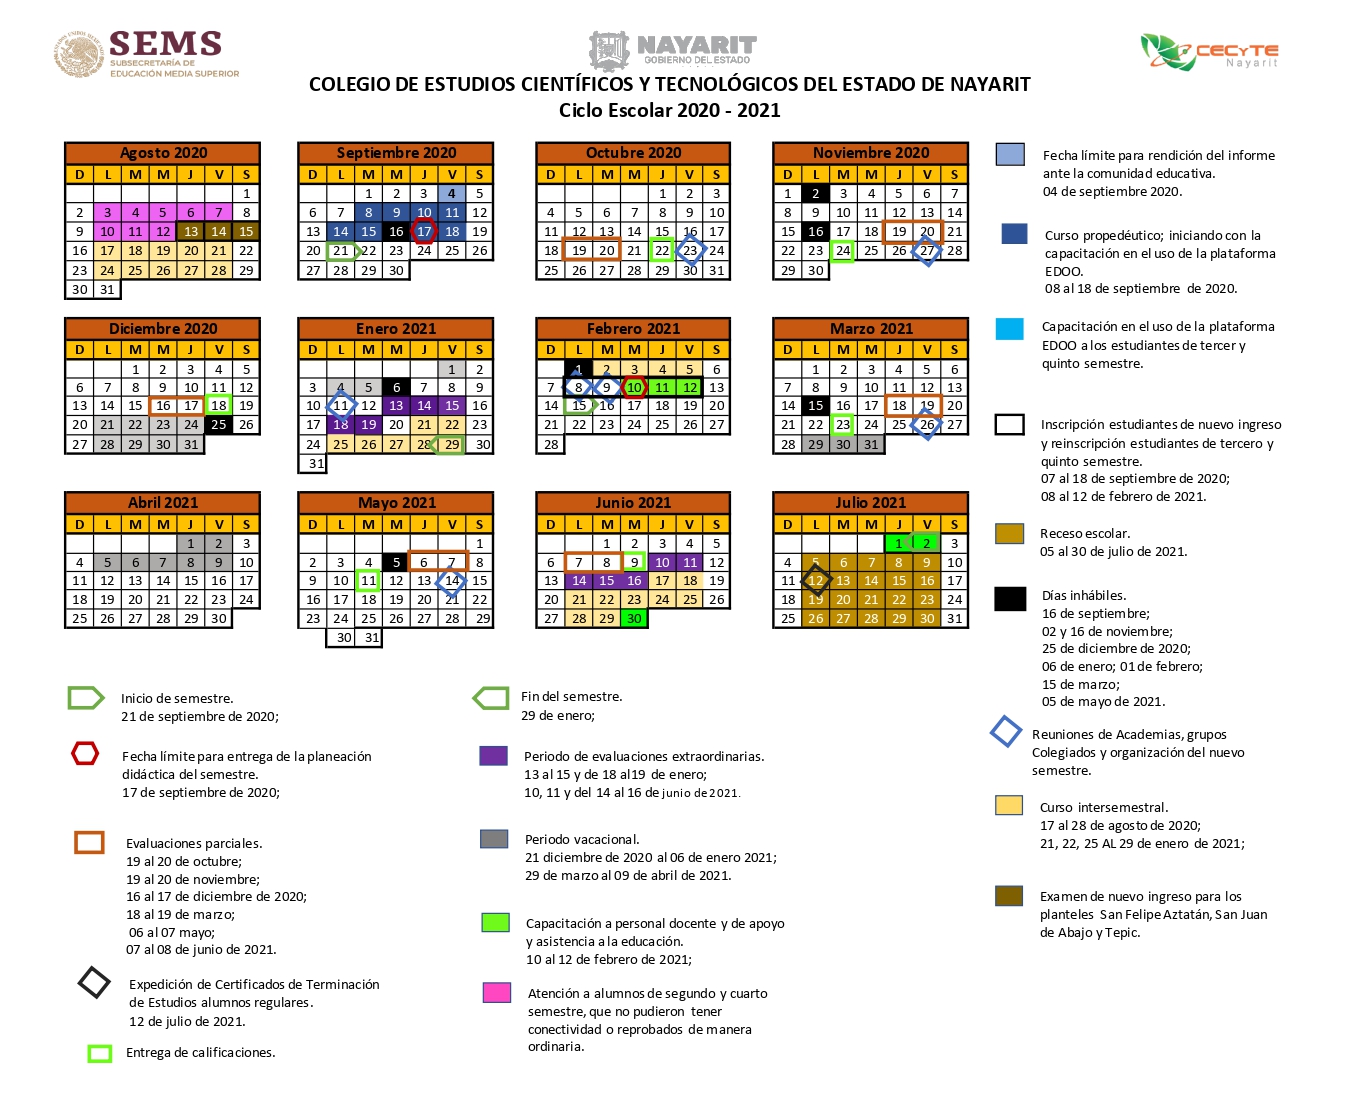 SEMS
SUBSECRETARÍA DE
EDUCACIÓN MEDIA SUPERIOR
NAYARIT
GOBIERNO DEL ESTADO
CECyTE
Nayarit
COLEGIO DE ESTUDIOS CIENTÍFICOS Y TECNOLÓGICOS DEL ESTADO DE NAYARIT
Ciclo Escolar 2020 - 2021
Agosto 2020
D L M M J V S
1
2 3 4 5 6 7 8
9 10 11 12 13 14 15
16 17 18 19 20 21 22
23 24 25 26 27 28 29
30 31
Septiembre 2020
D L M M J V S
1 2 3 4 5
6 7 8 9 10 11 12
13 14 15 16 17 18 19
20 21 22 23 24 25 26
27 28 29 30
Octubre 2020
D L M M J V S
1 2 3
4 5 6 7 8 9 10
11 12 13 14 15 16 17
18 19 20 21 22 23 24
25 26 27 28 29 30 31
Noviembre 2020
D L M M J V S
1 2 3 4 5 6 7
8 9 10 11 12 13 14
15 16 17 18 19 20 21
22 23 24 25 26 27 28
29 30
Diciembre 2020
D L M M J V S
1 2 3 4 5
6 7 8 9 10 11 12
13 14 15 16 17 18 19
20 21 22 23 24 25 26
27 28 29 30 31
Enero 2021
D L M M J V S
1 2
3 4 5 6 7 8 9
10 11 12 13 14 15 16
17 18 19 20 21 22 23
24 25 26 27 28 29 30
31
Febrero 2021
D L M M J V S
1 2 3 4 5 6
7 8 9 10 11 12 13
14 15 16 17 18 19 20
21 22 23 24 25 26 27
28
Marzo 2021
D L M M J V S
1 2 3 4 5 6
7 8 9 10 11 12 13
14 15 16 17 18 19 20
21 22 23 24 25 26 27
28 29 30 31
Abril 2021
D L M M J V S
1 2 3
4 5 6 7 8 9 10
11 12 13 14 15 16 17
18 19 20 21 22 23 24
25 26 27 28 29 30
Mayo 2021
D L M M J V S
1
2 3 4 5 6 7 8
9 10 11 12 13 14 15
16 17 18 19 20 21 22
23 24 25 26 27 28 29
30 31
Junio 2021
D L M M J V S
1 2 3 4 5
6 7 8 9 10 11 12
13 14 15 16 17 18 19
20 21 22 23 24 25 26
27 28 29 30
Julio 2021
D L M M J V S
1 2 3
4 5 6 7 8 9 10
11 12 13 14 15 16 17
18 19 20 21 22 23 24
25 26 27 28 29 30 31
Fecha límite para rendición del informe
ante la comunidad educativa.
04 de septiembre 2020.
Curso propedéutico; iniciando con la
capacitación en el uso de la plataforma
EDOO.
08 al 18 de septiembre de 2020.
Capacitación en el uso de la plataforma
EDOO a los estudiantes de tercer y
quinto semestre.
Inscripción estudiantes de nuevo ingreso
y reinscripción estudiantes de tercero y
quinto semestre.
07 al 18 de septiembre de 2020;
08 al 12 de febrero de 2021.
Receso escolar.
05 al 30 de julio de 2021.
Días inhábiles.
16 de septiembre;
02 y 16 de noviembre;
25 de diciembre de 2020;
06 de enero; 01 de febrero;
15 de marzo;
05 de mayo de 2021.
Reuniones de Academias, grupos
Colegiados y organización del nuevo
semestre.
Curso intersemestral.
17 al 28 de agosto de 2020;
21, 22, 25 AL 29 de enero de 2021;
Examen de nuevo ingreso para los
planteles San Felipe Aztatán, San Juan
de Abajo y Tepic.
Inicio de semestre.
21 de septiembre de 2020;
Fecha límite para entrega de la planeación
didáctica del semestre.
17 de septiembre de 2020;
Evaluaciones parciales.
19 al 20 de octubre;
19 al 20 de noviembre;
16 al 17 de diciembre de 2020;
18 al 19 de marzo;
06 al 07 mayo;
07 al 08 de junio de 2021.
Expedición de Certificados de Terminación
de Estudios alumnos regulares.
12 de julio de 2021.
Entrega de calificaciones.
Fin del semestre.
29 de enero;
Periodo de evaluaciones extraordinarias.
13 al 15 y de 18 al 19 de enero;
10, 11 y del 14 al 16 de junio de 2021.
Periodo vacacional.
21 diciembre de 2020 al 06 de enero 2021;
29 de marzo al 09 de abril de 2021.
Capacitación a personal docente y de apoyo
y asistencia a la educación.
10 al 12 de febrero de 2021;
Atención a alumnos de segundo y cuarto
semestre, que no pudieron tener
conectividad o reprobados de manera
ordinaria.